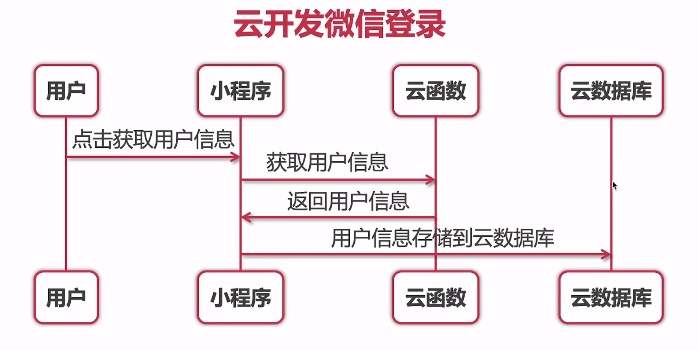 云开发微信登录
用户 小程序 云函数 云数据库
点击获取用户信息
获取用户信息
返回用户信息
用户信息存储到云数据库
用户 小程序 云函数 云数据库